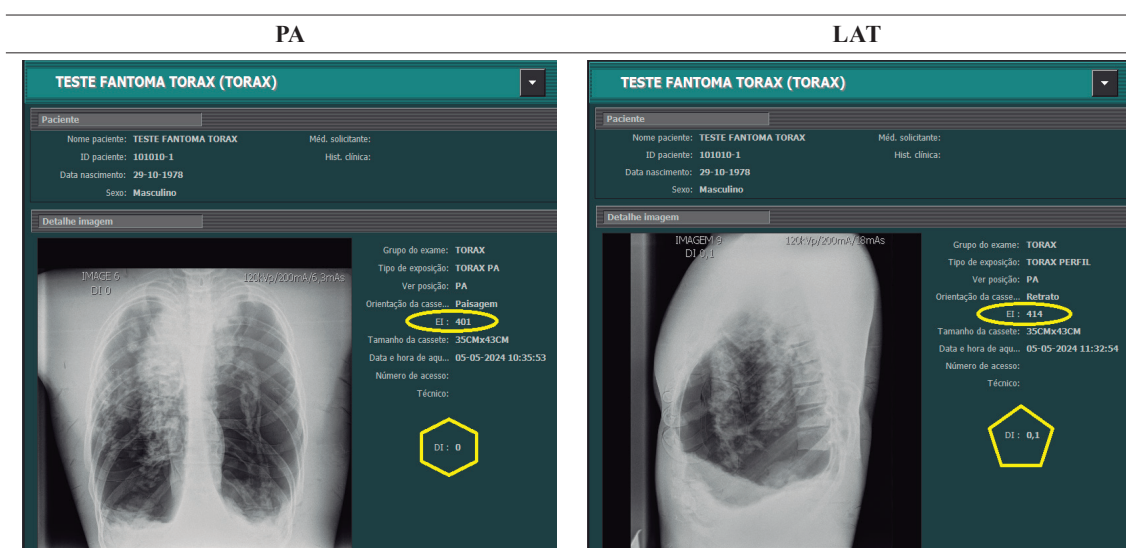 PA
LAT
TESTE FANTOMA TORAX (TORAX)
Paciente
Nome paciente: TESTE FANTOMA TORAX Méd. solicitante:
ID paciente: 101010-1 Hist. clínica:
Data nascimento: 29-10-1978
Sexo: Masculino
Detalhe imagem
IMAGE 6 120kVp/200mA/6,3mAs
DI 0
Grupo do exame: TORAX
Tipo de exposição: TORAX PA
Ver posição: PA
Orientação da casse... Paisagem
EI: 401
Tamanho da cassete: 35CMx43CM
Data e hora de aqu... 05-05-2024 10:35:53
Número de acesso:
Técnico:
DI: 0
TESTE FANTOMA TORAX (TORAX)
Paciente
Nome paciente: TESTE FANTOMA TORAX Méd. solicitante:
ID paciente: 101010-1 Hist. clínica:
Data nascimento: 29-10-1978
Sexo: Masculino
Detalhe imagem
IMAGEM 9 120kVp/200mA/18mAs
DI 0,1
Grupo do exame: TORAX
Tipo de exposição: TORAX PERFIL
Ver posição: PA
Orientação da casse... Retrato
EI: 414
Tamanho da cassete: 35CMx43CM
Data e hora de aqu... 05-05-2024 11:32:54
Número de acesso:
Técnico:
DI: 0,1